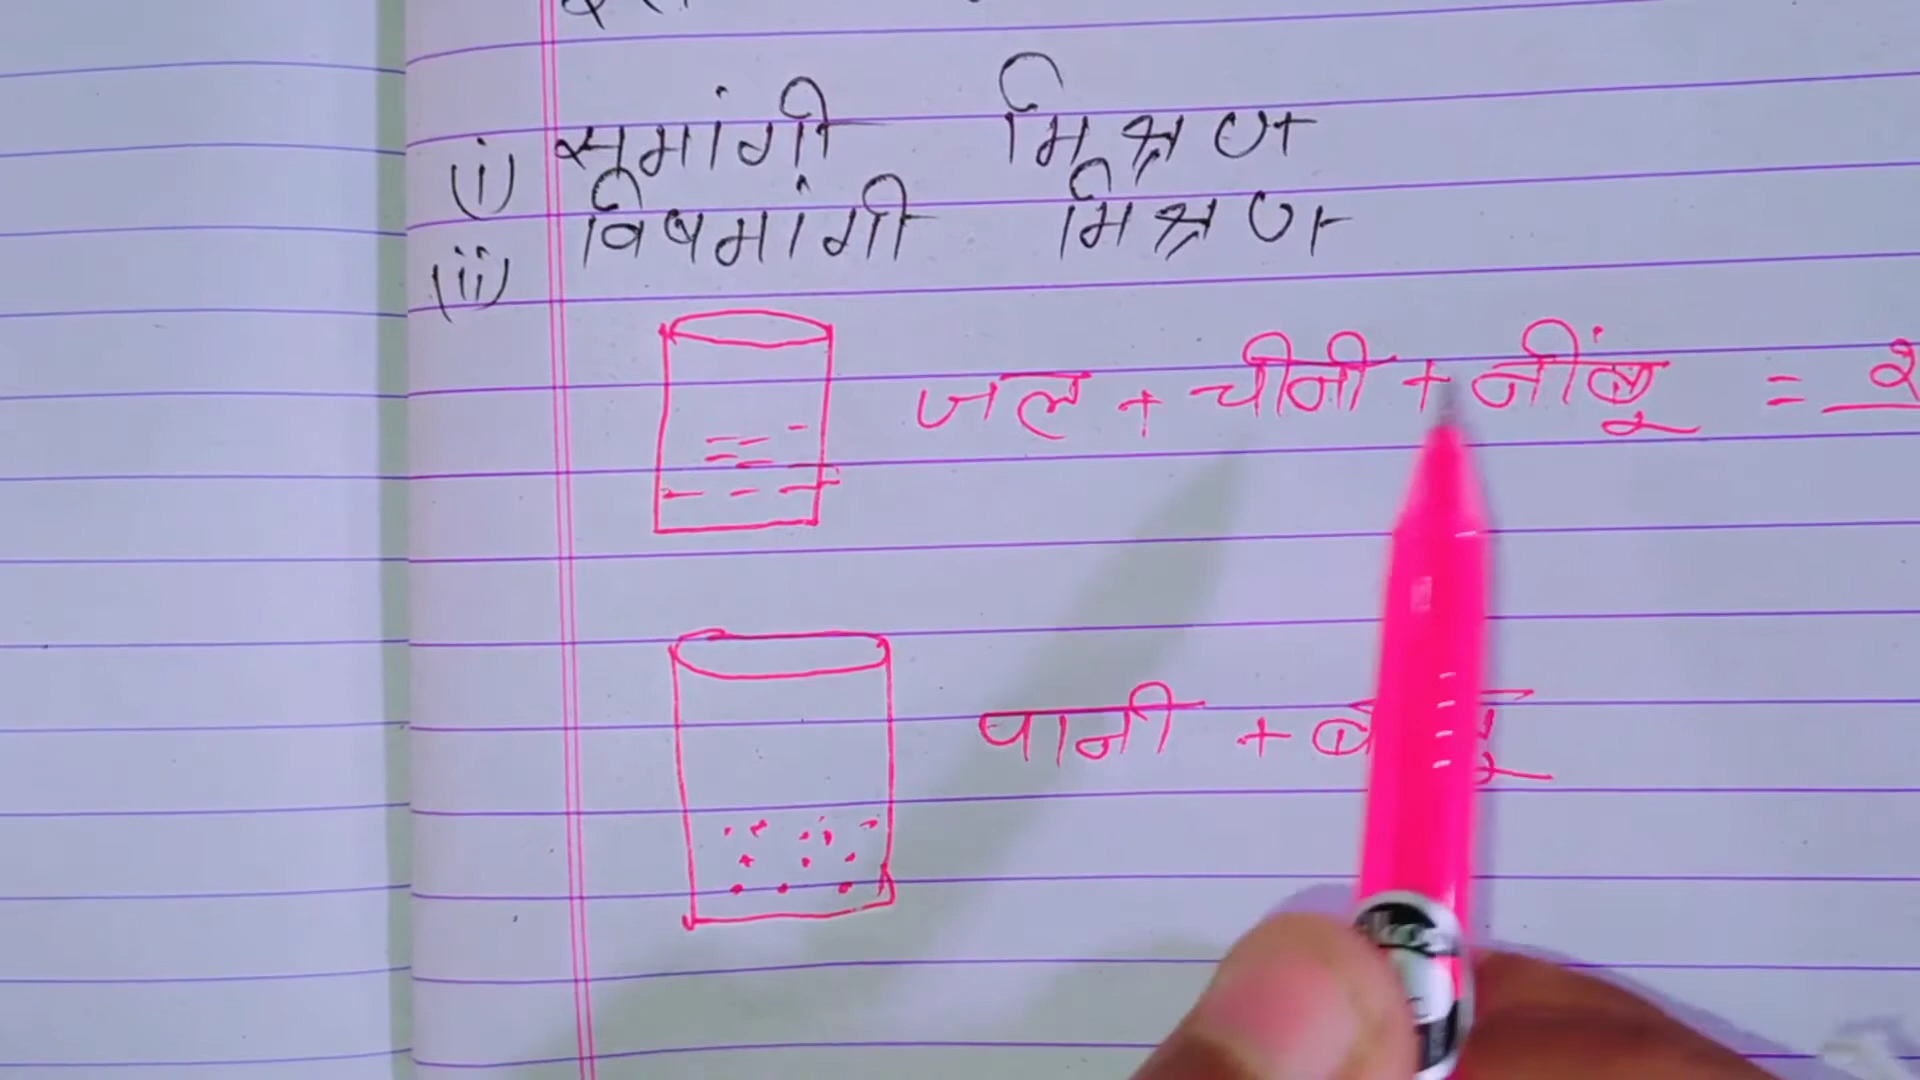 (i) समांगी मिश्रण
(ii) विषमांगी मिश्रण
जल + चीनी + नींबू =
पानी +